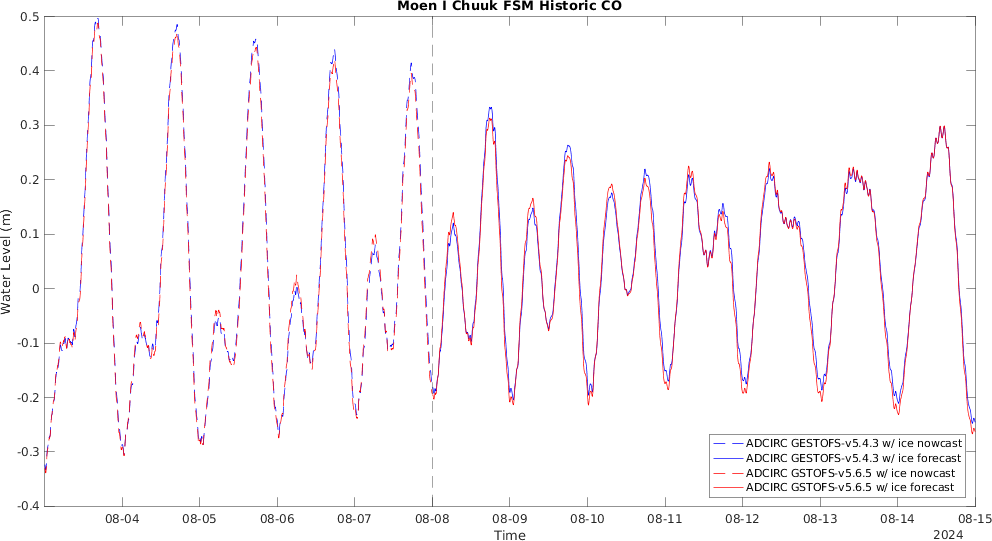 Moen I Chuuk FSM Historic CO
0.5
0.4
0.3
0.2
0.1
0
-0.1
-0.2
-0.3
-0.4
Water Level (m)
ADCIRC GESTOFS-v5.4.3 w/ ice nowcast
ADCIRC GESTOFS-v5.4.3 w/ ice forecast
ADCIRC GSTOFS-v5.6.5 w/ ice nowcast
ADCIRC GSTOFS-v5.6.5 w/ ice forecast
08-04 08-05 08-06 08-07 08-08 08-09 08-10 08-11 08-12 08-13 08-14 08-15
Time
2024